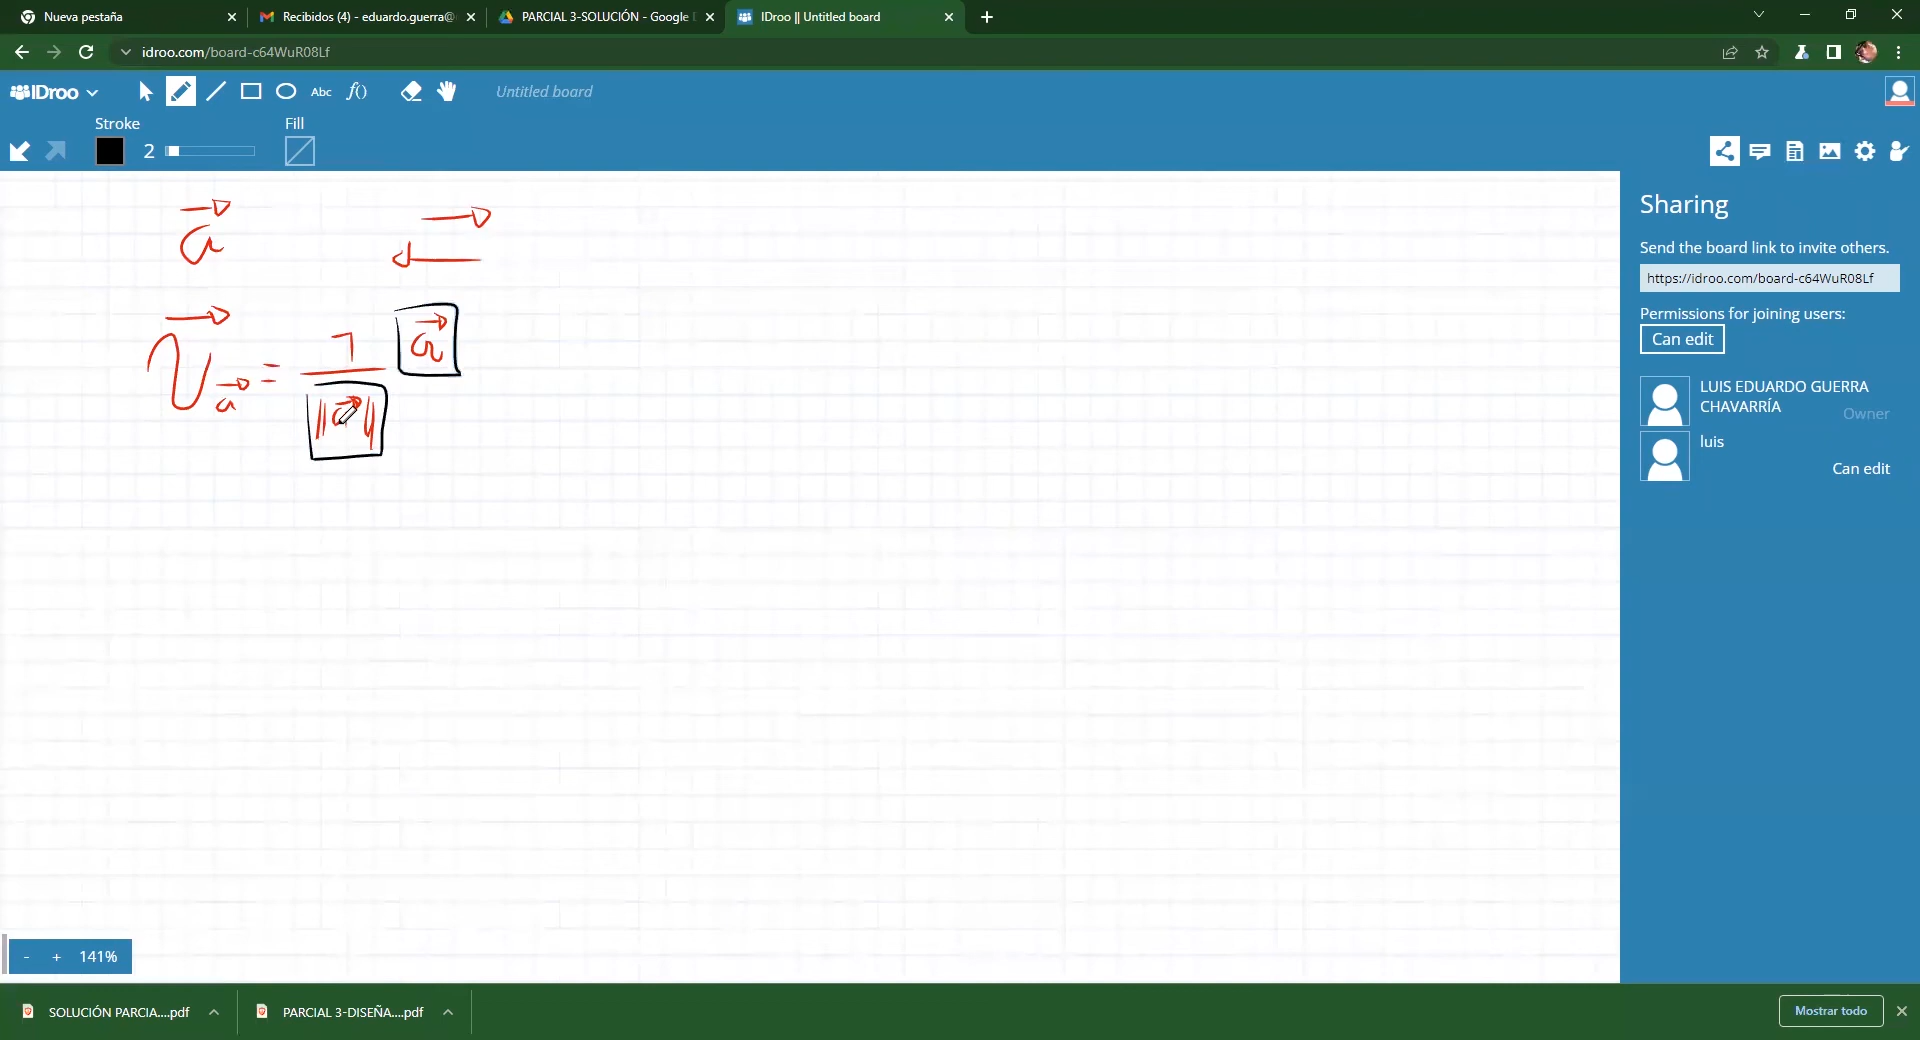 Nueva pestaña
Recibidos (4) - eduardo.guerra@
PARCIAL 3-SOLUCIÓN - Google
IDroo || Untitled board
idroo.com/board-c64WuR08Lf
IDroo
Abc
f()
Untitled board
Stroke
Fill
2
Sharing
Send the board link to invite others.
https://idroo.com/board-c64WuR08Lf
Permissions for joining users:
Can edit
LUIS EDUARDO GUERRA
CHAVARRÍA
Owner
luis
Can edit
a
U a = 1 / ||a|| a
- + 141%
SOLUCIÓN PARCIA....pdf
PARCIAL 3-DISEÑA....pdf
Mostrar todo